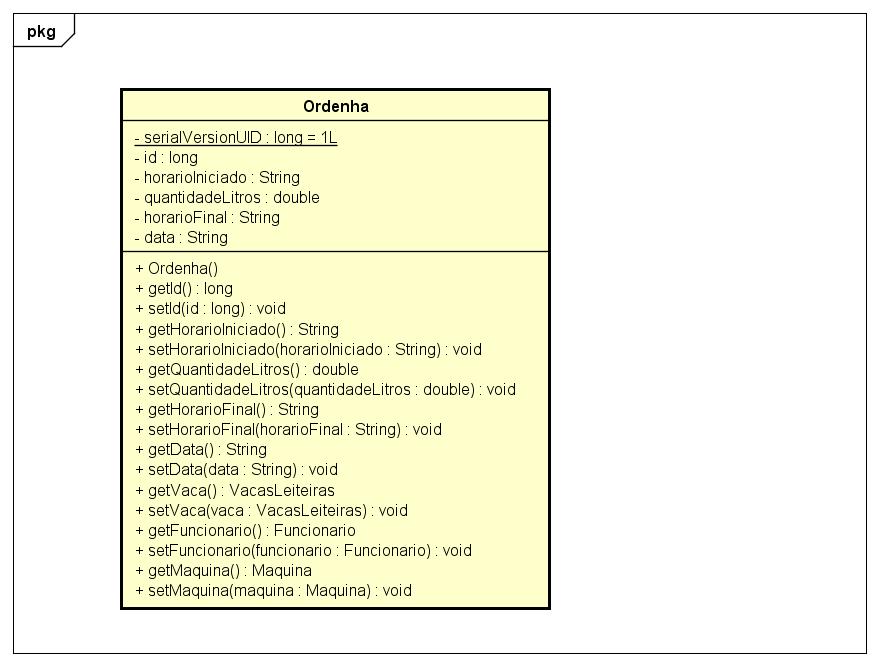 pkg
Ordenha
- serialVersionUID : long = 1L
- id : long
- horarioIniciado : String
- quantidadeLitros : double
- horarioFinal : String
- data : String
+ Ordenha()
+ getId() : long
+ setId(id : long) : void
+ getHorarioIniciado() : String
+ setHorarioIniciado(horarioIniciado : String) : void
+ getQuantidadeLitros() : double
+ setQuantidadeLitros(quantidadeLitros : double) : void
+ getHorarioFinal() : String
+ setHorarioFinal(horarioFinal : String) : void
+ getData() : String
+ setData(data : String) : void
+ getVaca() : VacasLeiteiras
+ setVaca(vaca : VacasLeiteiras) : void
+ getFuncionario() : Funcionario
+ setFuncionario(funcionario : Funcionario) : void
+ getMaquina() : Maquina
+ setMaquina(maquina : Maquina) : void